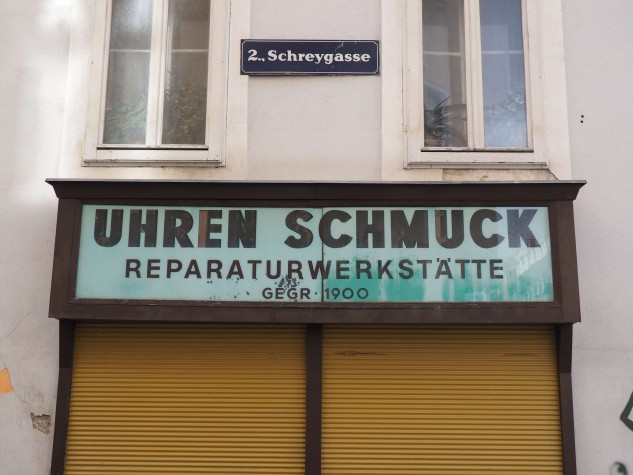 2., Schreygasse
UHREN SCHMUCK
REPARATURWERKSTÄTTE
GEGR·1900